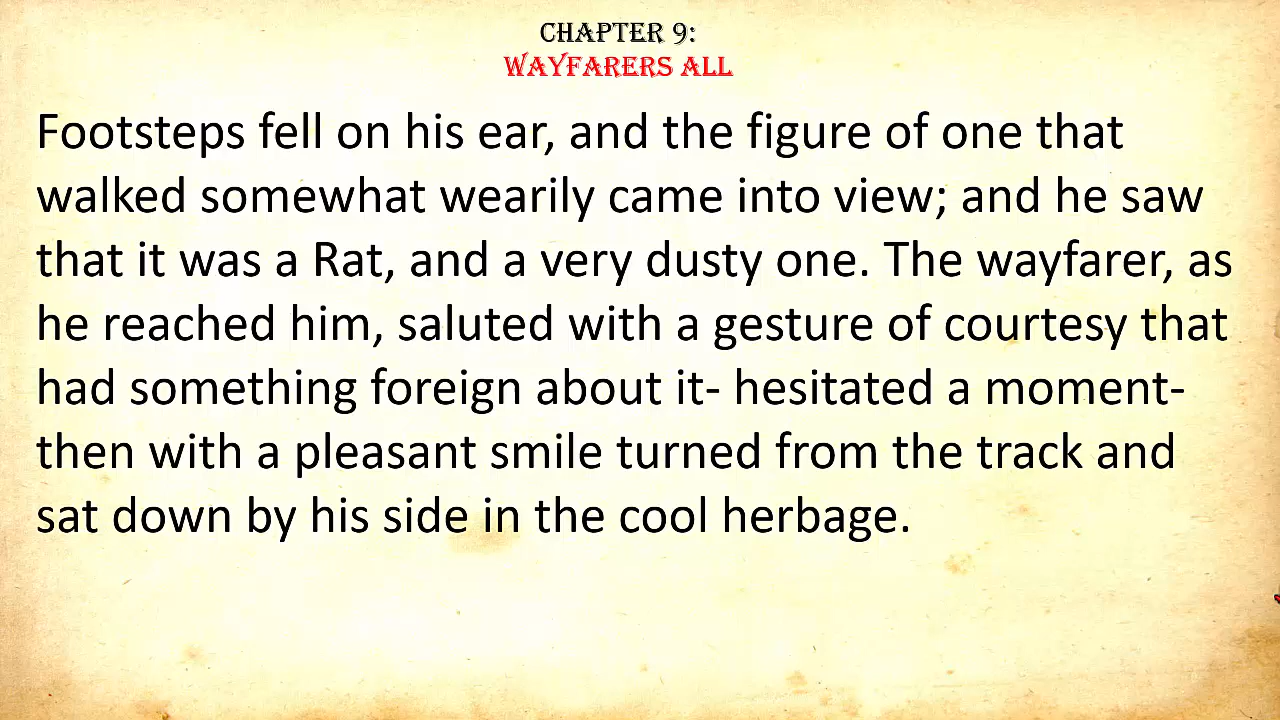 CHAPTER 9:
WAYFARERS ALL
Footsteps fell on his ear, and the figure of one that
walked somewhat wearily came into view; and he saw
that it was a Rat, and a very dusty one. The wayfarer, as
he reached him, saluted with a gesture of courtesy that
had something foreign about it- hesitated a moment-
then with a pleasant smile turned from the track and
sat down by his side in the cool herbage.